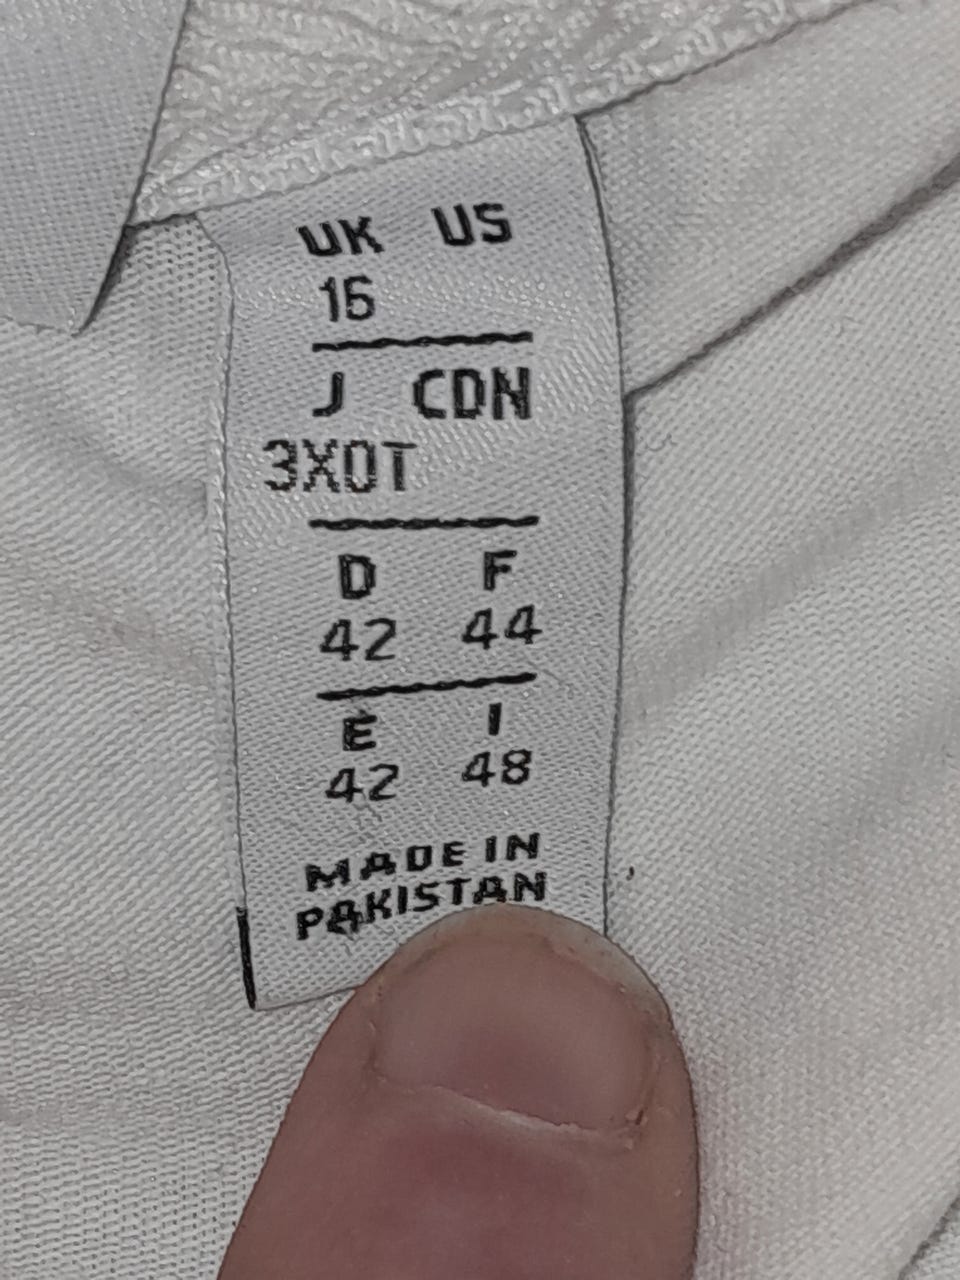 UK US
16
J CDN
3XOT
D F
42 44
E I
42 48
MADE IN
PAKISTAN